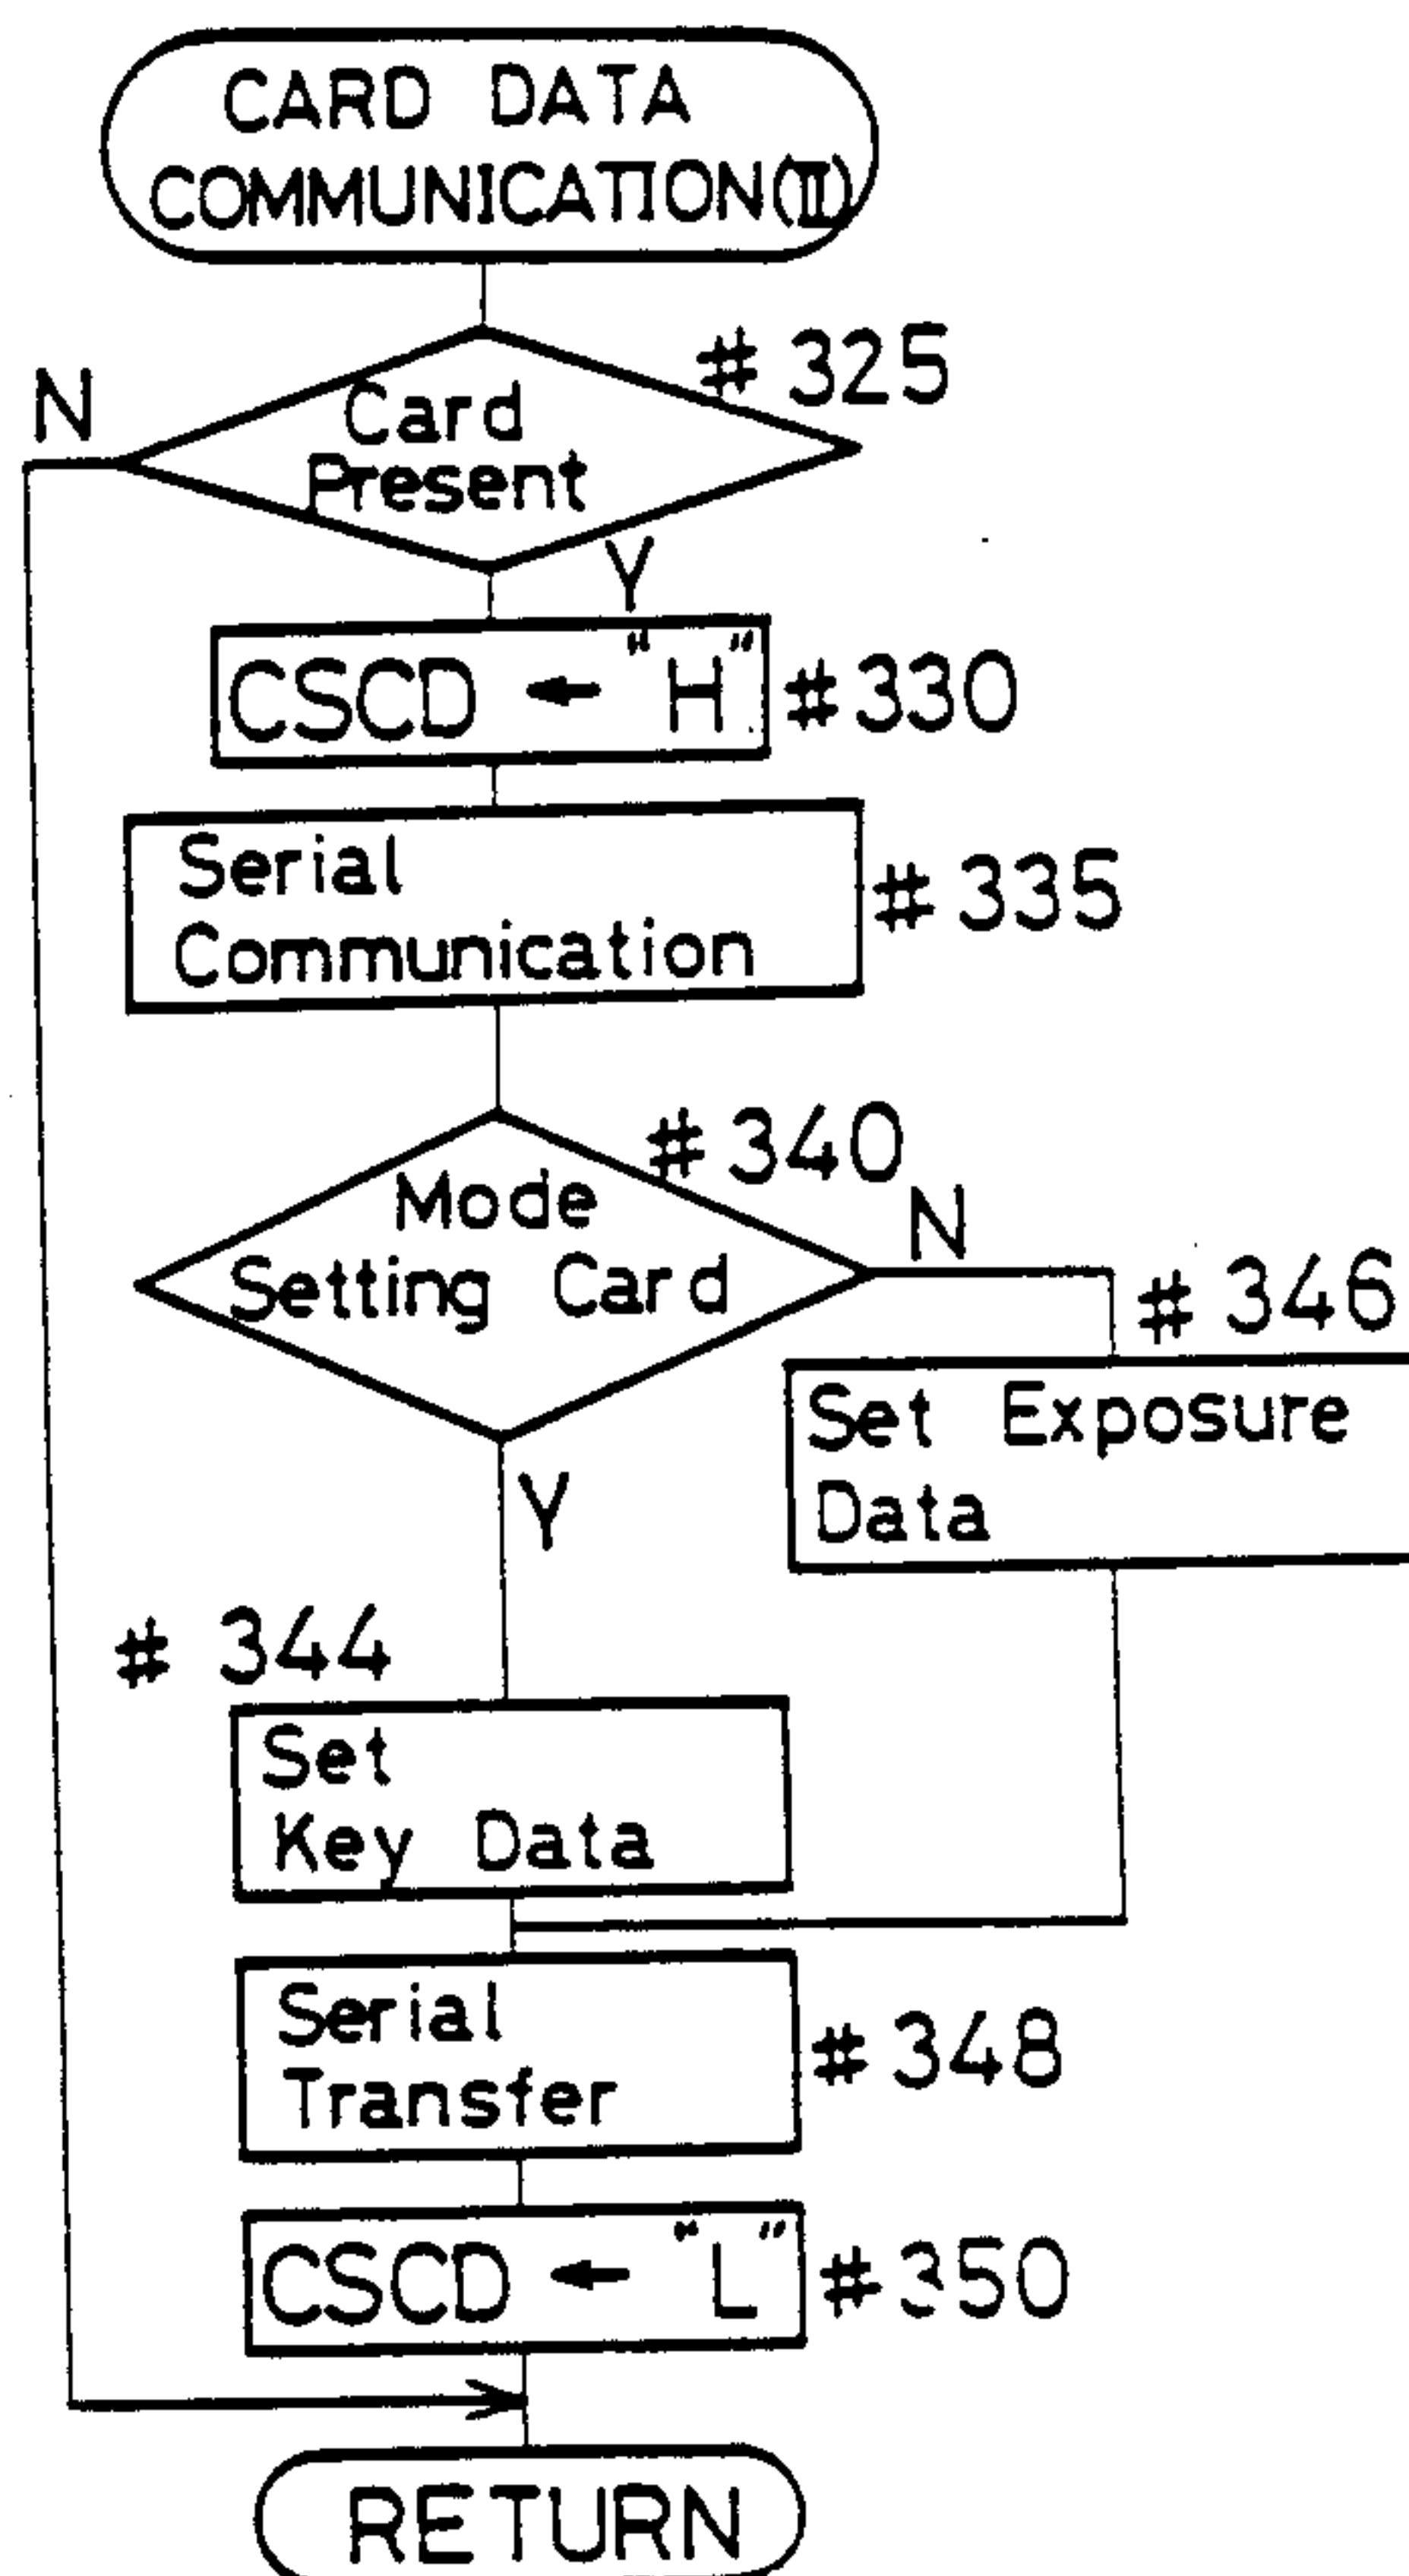 CARD DATA
COMMUNICATION(II)
# 325
N
Card
Present
Y
CSCD ← "H"
#330
Serial
Communication
# 335
# 340
Mode
Setting Card
N
# 346
Set Exposure
Data
Y
# 344
Set
Key Data
Serial
Transfer
# 348
CSCD ← "L"
#350
RETURN